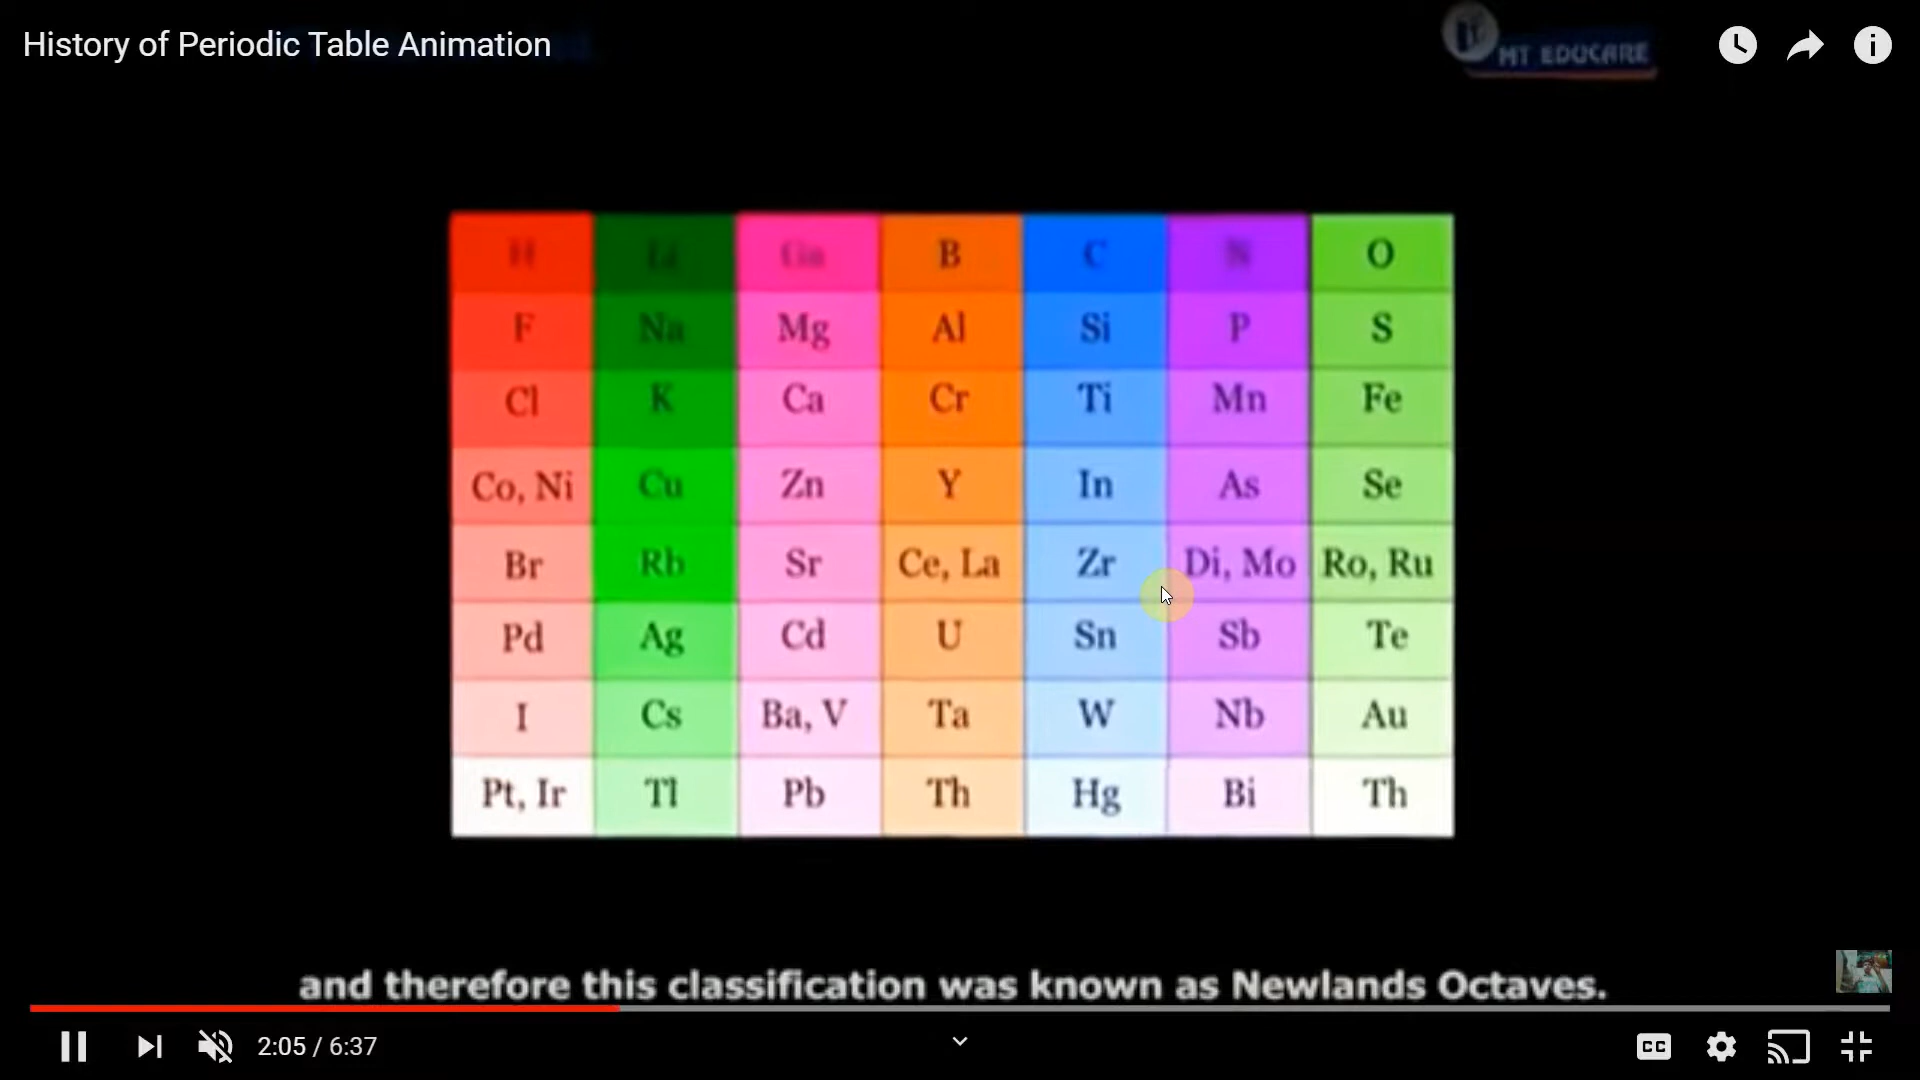 History of Periodic Table Animation
MT EDUCARE
H Li Ga B C N O
F Na Mg Al Si P S
Cl K Ca Cr Ti Mn Fe
Co, Ni Cu Zn Y In As Se
Br Rb Sr Ce, La Zr Di, Mo Ro, Ru
Pd Ag Cd U Sn Sb Te
I Cs Ba, V Ta W Nb Au
Pt, Ir Tl Pb Th Hg Bi Th
and therefore this classification was known as Newlands Octaves.
2:05 / 6:37
CC